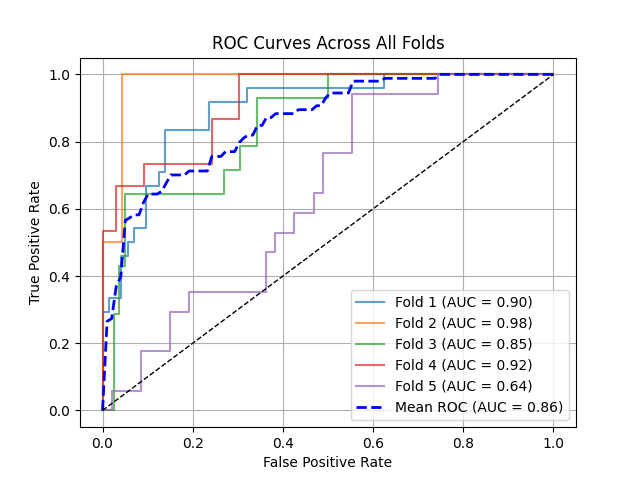 ROC Curves Across All Folds
True Positive Rate
1.0
0.8
0.6
0.4
0.2
0.0
Fold 1 (AUC = 0.90)
Fold 2 (AUC = 0.98)
Fold 3 (AUC = 0.85)
Fold 4 (AUC = 0.92)
Fold 5 (AUC = 0.64)
Mean ROC (AUC = 0.86)
0.0 0.2 0.4 0.6 0.8 1.0
False Positive Rate